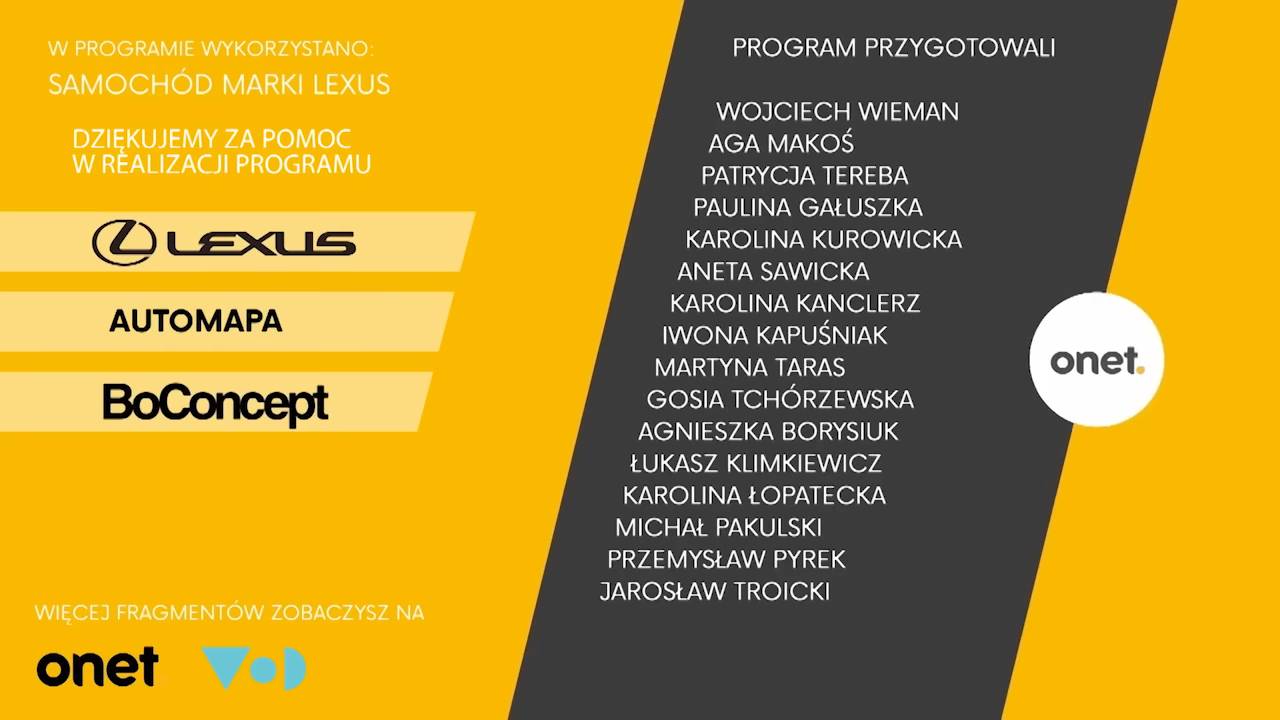 W PROGRAMIE WYKORZYSTANO:
SAMOCHÓD MARKI LEXUS
DZIĘKUJEMY ZA POMOC
W REALIZACJI PROGRAMU
LEXUS
AUTOMAPA
BoConcept
WIĘCEJ FRAGMENTÓW ZOBACZYSZ NA
onet VOD
PROGRAM PRZYGOTOWALI
WOJCIECH WIEMAN
AGA MAKOŚ
PATRYCJA TEREBA
PAULINA GAŁUSZKA
KAROLINA KUROWICKA
ANETA SAWICKA
KAROLINA KANCLERZ
IWONA KAPUŚNIAK
MARTYNA TARAS
GOSIA TCHÓRZEWSKA
AGNIESZKA BORYSIUK
ŁUKASZ KLIMKIEWICZ
KAROLINA ŁOPATECKA
MICHAŁ PAKULSKI
PRZEMYSŁAW PYREK
JAROSŁAW TROICKI
onet.